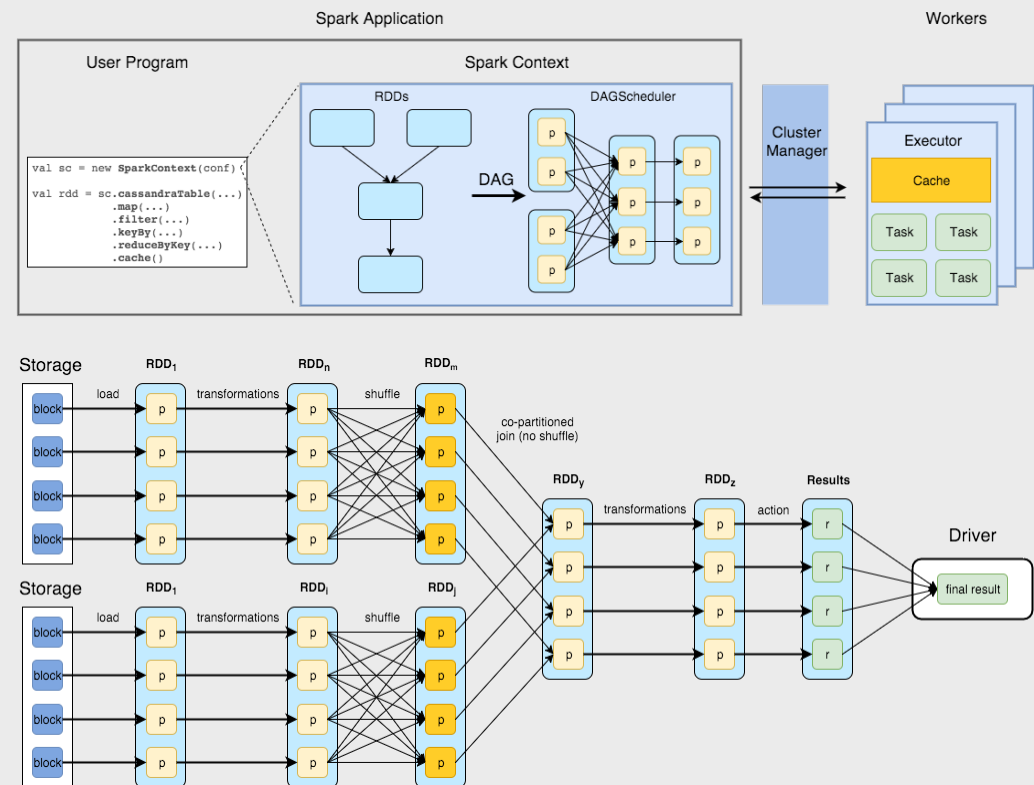 Spark Application
Workers
User Program
Spark Context
val sc = new SparkContext(conf)
val rdd = sc.cassandraTable(...)
.map(...)
.filter(...)
.keyBy(...)
.reduceByKey(...)
.cache()
RDDs
DAG
DAGScheduler
p
p
p
p
p
p
p
p
p
p
Cluster
Manager
Executor
Cache
Task
Task
Task
Task
Storage
RDD1
RDDn
RDDm
load
transformations
shuffle
block
p
p
p
block
p
p
p
block
p
p
p
block
p
p
p
co-partitioned
join (no shuffle)
Storage
RDD1
RDDi
RDDj
load
transformations
shuffle
block
p
p
p
block
p
p
p
block
p
p
p
block
p
p
p
RDDy
RDDz
Results
transformations
action
p
p
r
p
p
r
p
p
r
p
p
r
Driver
final result